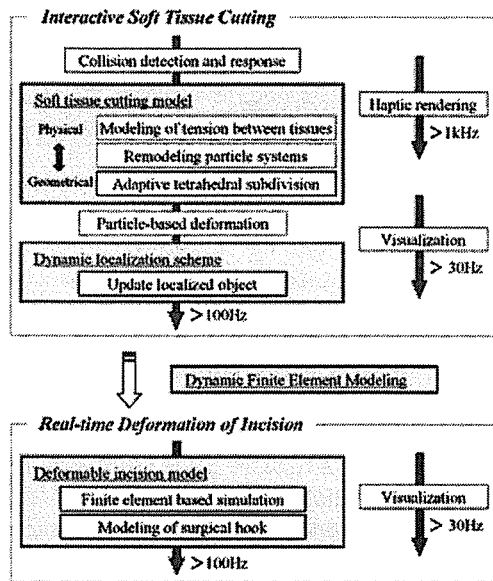 Interactive Soft Tissue Cutting
Collision detection and response
Soft tissue cutting model
Physical
Modeling of tension between tissues
Remodeling particle systems
Geometrical
Adaptive tetrahedral subdivision
Particle-based deformation
Dynamic localization scheme
Update localized object
>100Hz
Haptic rendering
>1kHz
Visualization
> 30Hz
Dynamic Finite Element Modeling
Real-time Deformation of Incision
Deformable incision model
Finite element based simulation
Modeling of surgical hook
>100Hz
Visualization
>30Hz